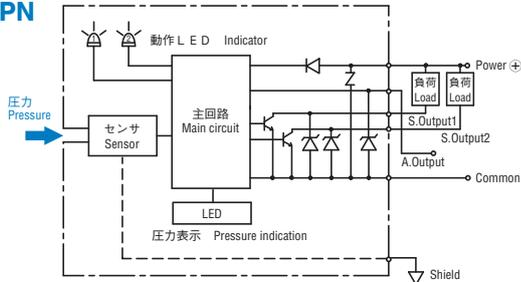 PN
1
2
動作ＬＥＤ Indicator
Power ⊕
負荷
Load
負荷
Load
圧力
Pressure
主回路
Main circuit
センサ
Sensor
S.Output1
S.Output2
A.Output
Common
LED
圧力表示 Pressure indication
Shield